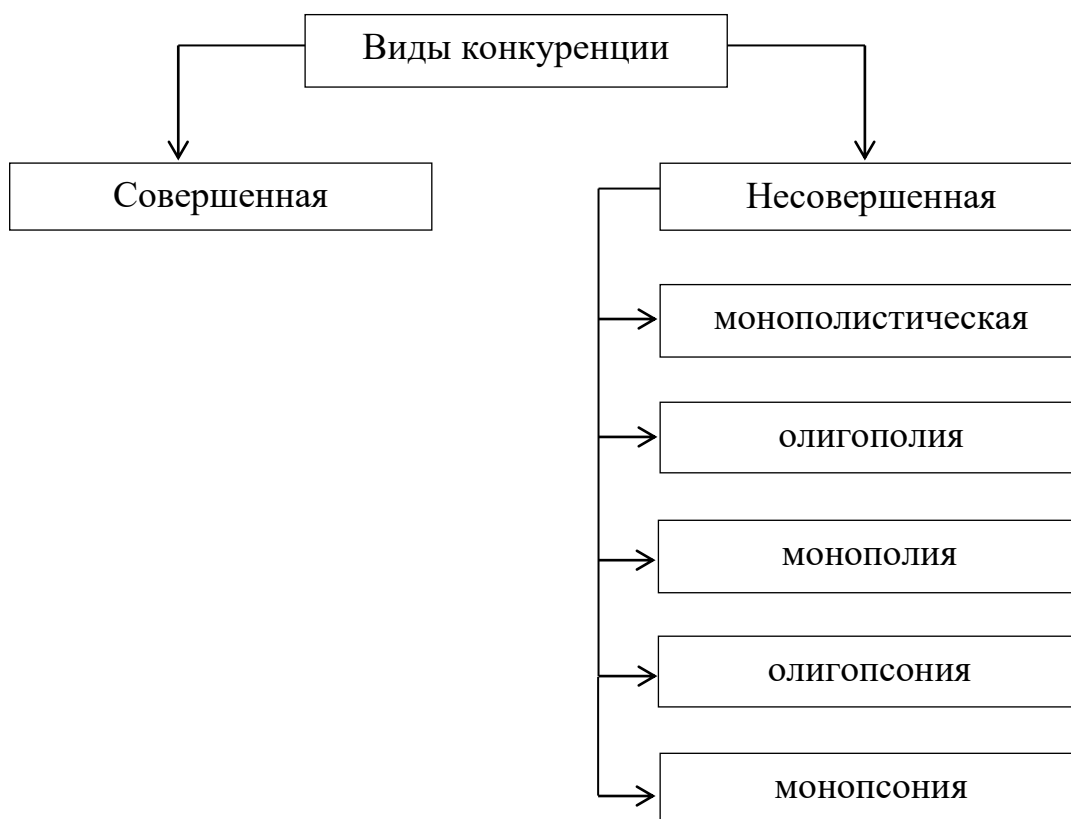 Виды конкуренции
Совершенная
Несовершенная
монополистическая
олигополия
монополия
олигопсония
монопсония